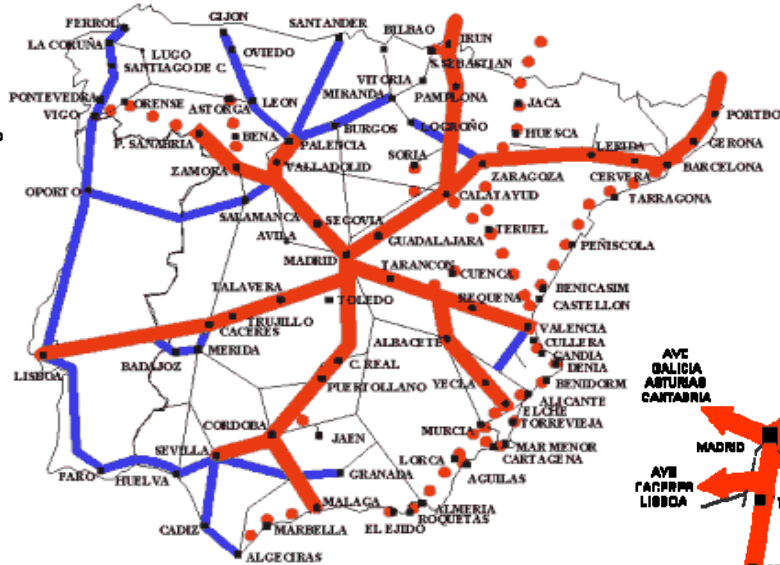 GIJON
FERROL
SANTANDER
BILBAO
IRUN
LA CORUÑA
LUGO
OVIEDO
S.SEBASTIAN
SANTIAGO DE C.
VITORIA
MIRANDA
PAMPLONA
PONTEVEDRA
ORENSE
ASTORGA
LEON
JACA
PORTBO
VIGO
BURGOS
LOGROÑO
HUESCA
P. SANABRIA
BENA
PALENCIA
LERIDA
GERONA
SORIA
ZAMORA
VALLADOLID
ZARAGOZA
CERVERA
BARCELONA
OPORTO
CALATAYUD
TARRAGONA
SALAMANCA
SEGOVIA
TERUEL
AVILA
GUADALAJARA
PEÑISCOLA
MADRID
TARANCON
CUENCA
TALAVERA
BENICASIM
TOLEDO
REQUENA
CASTELLON
TRUJILLO
CACERES
VALENCIA
ALBACETE
CULLERA
LISBOA
BADAJOZ
MERIDA
C. REAL
GANDIA
DENIA
PUERTOLLANO
YECLA
BENIDORM
ALICANTE
ELCHE
CORDOBA
MURCIA
TORREVIEJA
JAEN
SEVILLA
LORCA
MAR MENOR
CARTAGENA
FARO
HUELVA
GRANADA
AGUILAS
MALAGA
ALMERIA
CADIZ
MARBELLA
EL EJIDO
ROQUETAS
ALGECIRAS
AVE
GALICIA
ASTURIAS
CANTABRIA
MADRID
AVE
CACERES
LISBOA